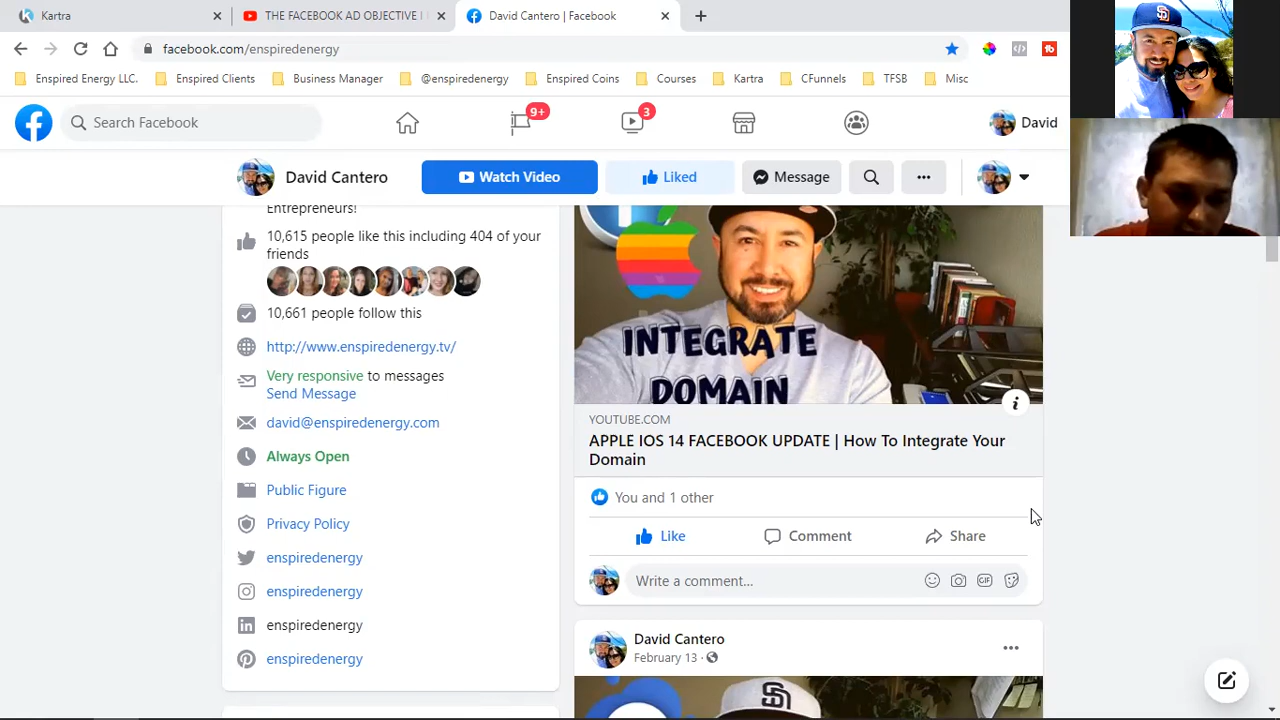 Kartra
THE FACEBOOK AD OBJECTIVE
David Cantero | Facebook
facebook.com/enspiredenergy
Enspired Energy LLC.
Enspired Clients
Business Manager
@enspiredenergy
Enspired Coins
Courses
Kartra
CFunnels
TFSB
Misc
Search Facebook
9+
3
David
David Cantero
Watch Video
Liked
Message
Entrepreneurs!
10,615 people like this including 404 of your
friends
10,661 people follow this
http://www.enspiredenergy.tv/
Very responsive to messages
Send Message
david@enspiredenergy.com
Always Open
Public Figure
Privacy Policy
enspiredenergy
enspiredenergy
enspiredenergy
enspiredenergy
INTEGRATE
DOMAIN
YOUTUBE.COM
APPLE IOS 14 FACEBOOK UPDATE | How To Integrate Your
Domain
You and 1 other
Like
Comment
Share
Write a comment...
GIF
David Cantero
February 13